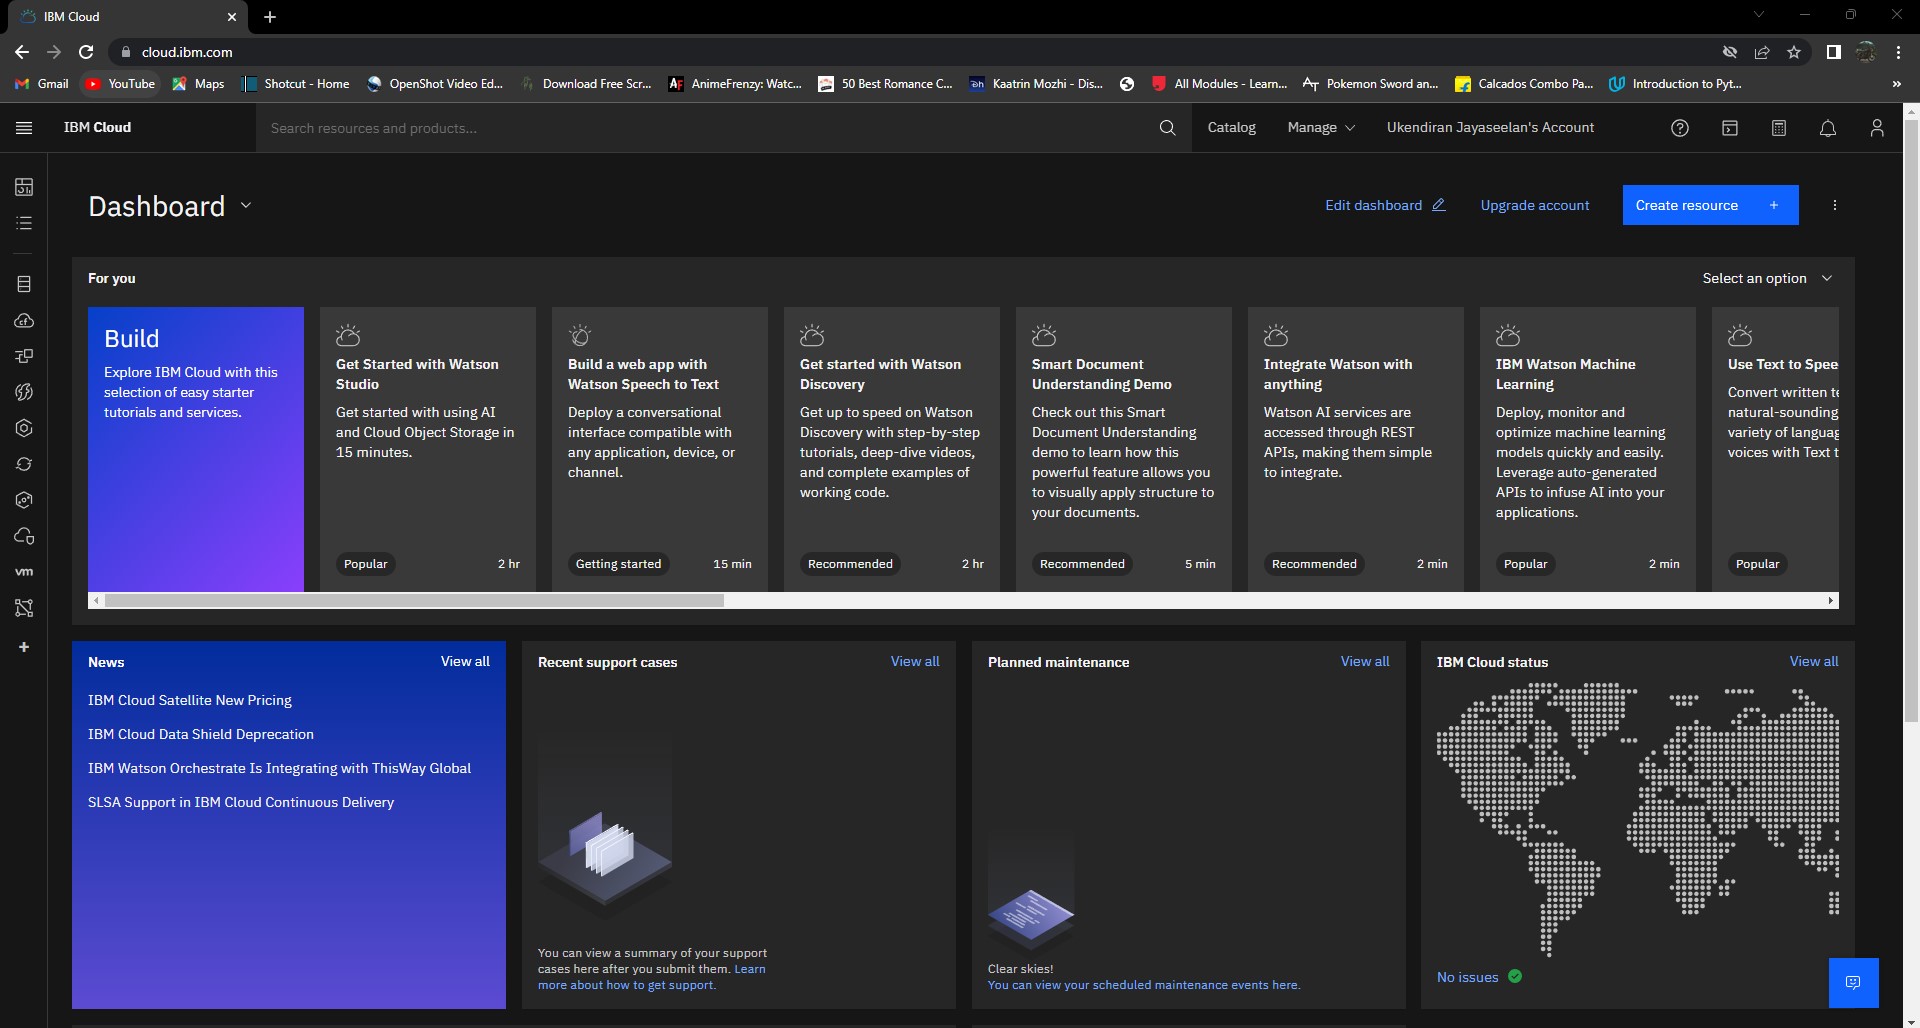 IBM Cloud
cloud.ibm.com
Gmail YouTube Maps Shotcut - Home OpenShot Video Ed... Download Free Scr... AnimeFrenzy: Watc... 50 Best Romance C... Kaatrin Mozhi - Dis... All Modules - Learn... Pokemon Sword an... Calcados Combo Pa... Introduction to Pyt...
IBM Cloud Search resources and products... Catalog Manage Ukendiran Jayaseelan's Account
Dashboard Edit dashboard Upgrade account Create resource +
For you Select an option
Build
Explore IBM Cloud with this
selection of easy starter
tutorials and services.
Get Started with Watson
Studio
Get started with using AI
and Cloud Object Storage in
15 minutes.
Popular 2 hr
Build a web app with
Watson Speech to Text
Deploy a conversational
interface compatible with
any application, device, or
channel.
Getting started 15 min
Get started with Watson
Discovery
Get up to speed on Watson
Discovery with step-by-step
tutorials, deep-dive videos,
and complete examples of
working code.
Recommended 2 hr
Smart Document
Understanding Demo
Check out this Smart
Document Understanding
demo to learn how this
powerful feature allows you
to visually apply structure to
your documents.
Recommended 5 min
Integrate Watson with
anything
Watson AI services are
accessed through REST
APIs, making them simple
to integrate.
Recommended 2 min
IBM Watson Machine
Learning
Deploy, monitor and
optimize machine learning
models quickly and easily.
Leverage auto-generated
APIs to infuse AI into your
applications.
Popular 2 min
Use Text to Spee
Convert written te
natural-sounding
variety of languag
voices with Text t
Popular
vm
News View all
IBM Cloud Satellite New Pricing
IBM Cloud Data Shield Deprecation
IBM Watson Orchestrate Is Integrating with ThisWay Global
SLSA Support in IBM Cloud Continuous Delivery
Recent support cases View all
You can view a summary of your support
cases here after you submit them. Learn
more about how to get support.
Planned maintenance View all
Clear skies!
You can view your scheduled maintenance events here.
IBM Cloud status View all
No issues